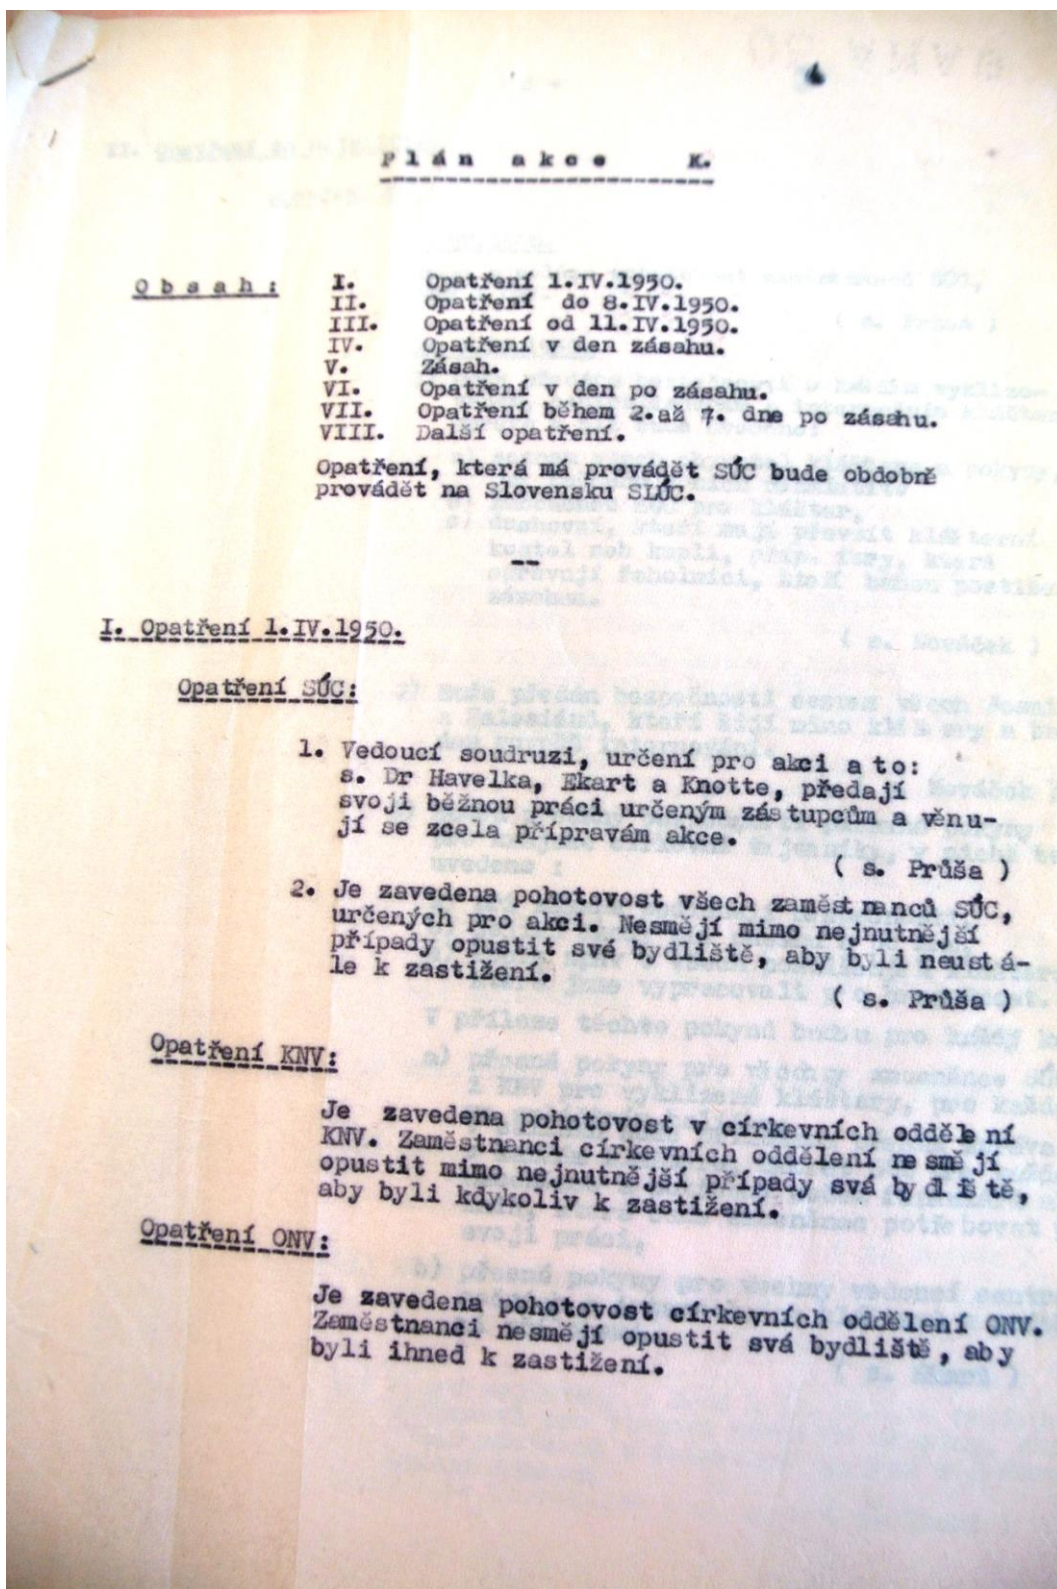 Plán akce K.
Obsah:
I. Opatření 1.IV.1950.
II. Opatření do 8.IV.1950.
III. Opatření od 11.IV.1950.
IV. Opatření v den zásahu.
V. Zásah.
VI. Opatření v den po zásahu.
VII. Opatření během 2.až 7. dne po zásahu.
VIII. Další opatření.
Opatření, která má provádět SÚC bude obdobně
provádět na Slovensku SLÚC.
--
I. Opatření 1.IV.1950.
Opatření SÚC:
1. Vedoucí soudruzi, určení pro akci a to:
s. Dr Havelka, Ekart a Knotte, předají
svoji běžnou práci určeným zástupcům a věnu-
jí se zcela přípravám akce.
( s. Průša )
2. Je zavedena pohotovost všech zaměstnanců SÚC,
určených pro akci. Nesmějí mimo nejnutnější
případy opustit své bydliště, aby byli neustá-
le k zastižení.
( s. Průša )
Opatření KNV:
Je zavedena pohotovost v církevních oddělení
KNV. Zaměstnanci církevních oddělení nesmějí
opustit mimo nejnutnější případy svá bydliště,
aby byli kdykoliv k zastižení.
Opatření ONV:
Je zavedena pohotovost církevních oddělení ONV.
Zaměstnanci nesmějí opustit svá bydliště, aby
byli ihned k zastižení.